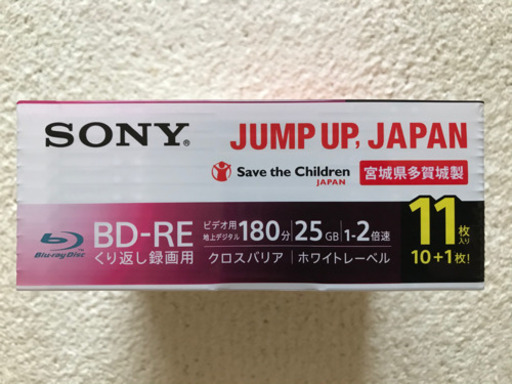 SONY®
JUMP UP, JAPAN
Save the Children
JAPAN
宮城県多賀城製
Blu-ray Disc
BD-RE
くり返し録画用
ビデオ用
地上デジタル
180分
25GB
1-2倍速
クロスバリア
ホワイトレーベル
11枚入り
10+1枚!